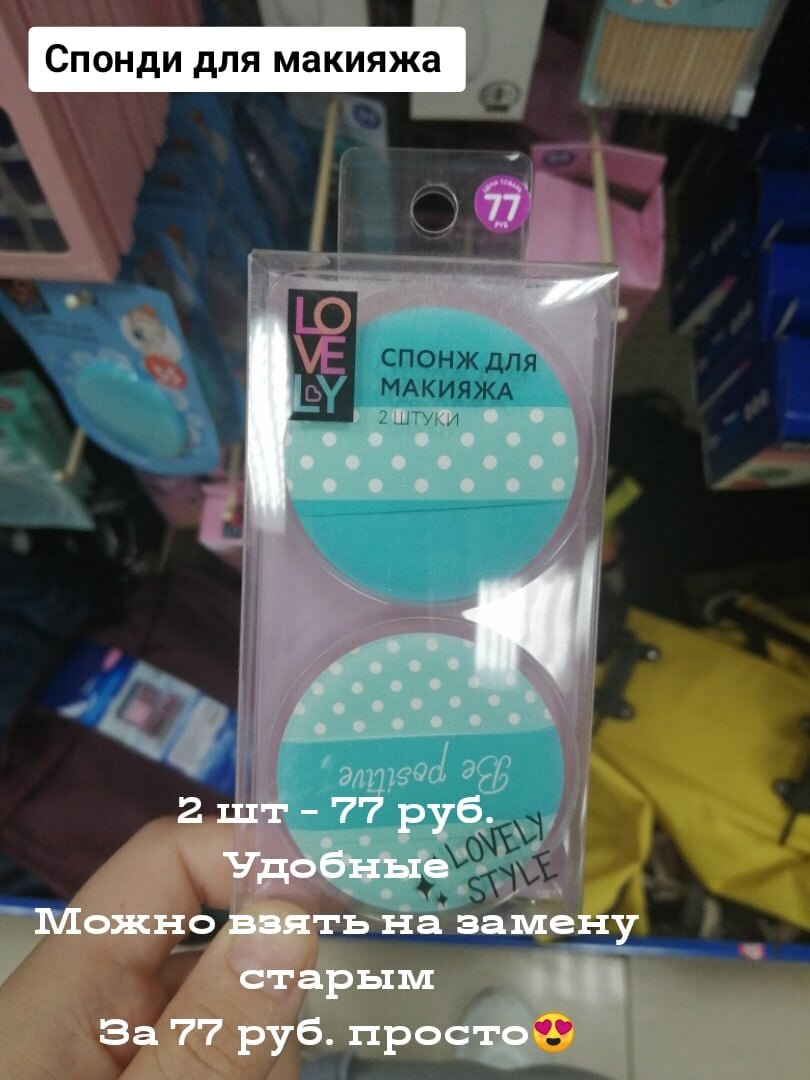 Спонди для макияжа
ЦЕНА ТОВАРА
77
РУБ
LO
VE
LY
СПОНЖ ДЛЯ
МАКИЯЖА
2 ШТУКИ
Be positive
2 шт - 77 руб.
LOVELY
STYLE
Удобные
Можно взять на замену
старым
За 77 руб. просто😍